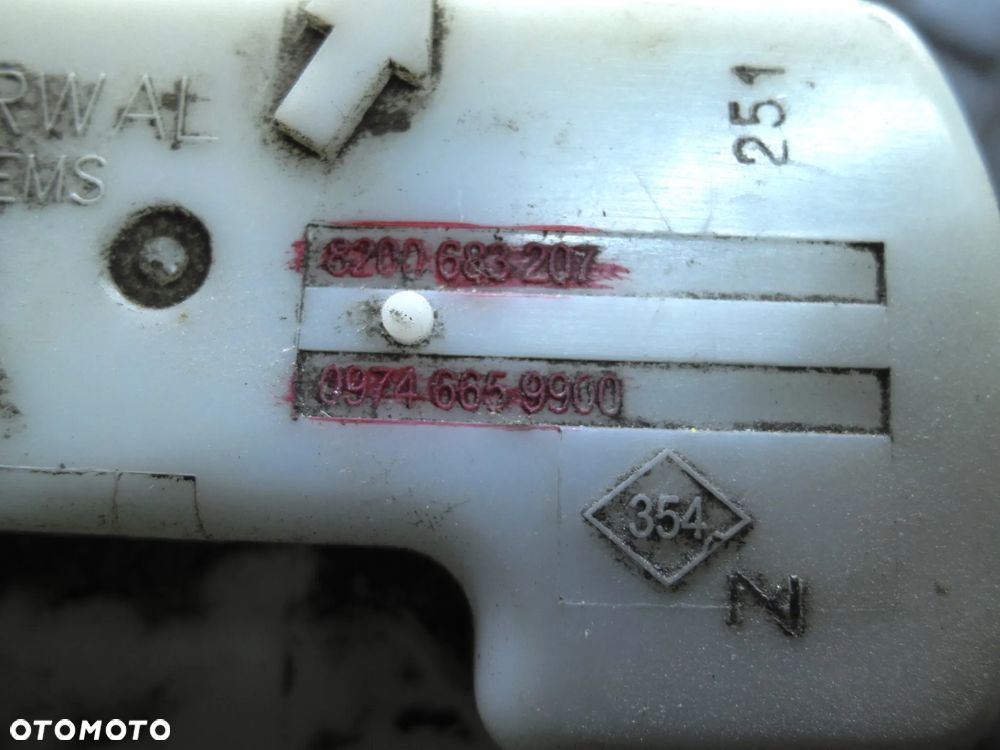 RWAL
EMS
251
8200 683 207
0974 665 9900
354
N
OTOMOTO